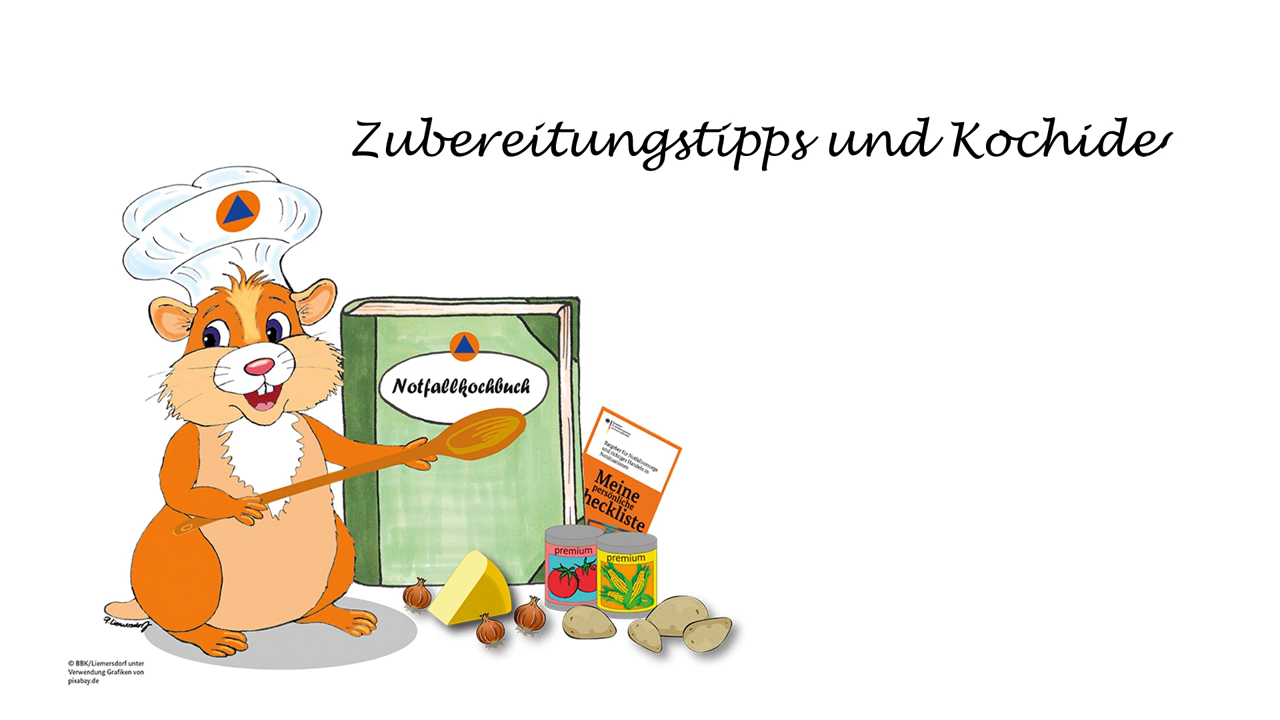 Zubereitungstipps und Kochide
Notfallkochbuch
Ratgeber für Notfallvorsorge
und richtiges Handeln in
Notsituationen
Meine
persönliche
heckliste
premium
premium
© BBK/Liemersdorf unter
Verwendung Grafiken von
pixabay.de